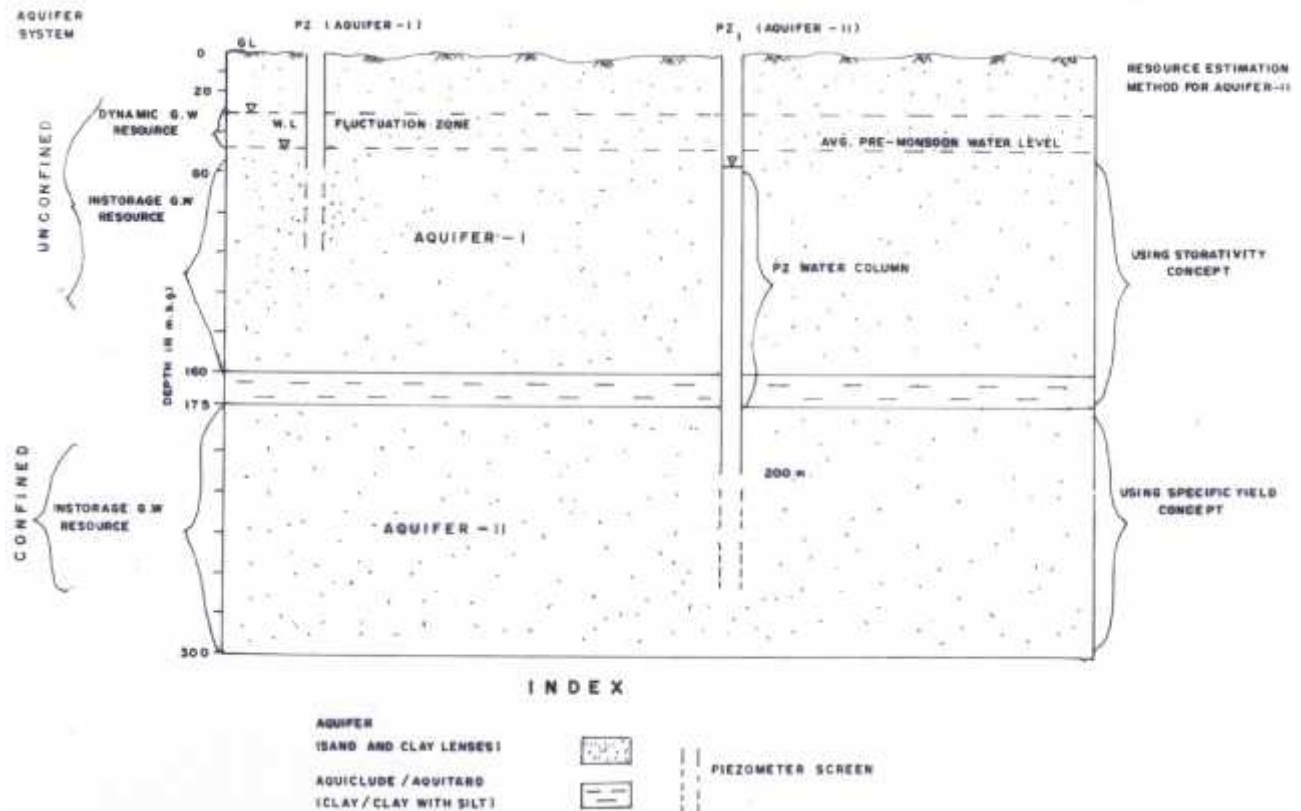 AQUIFER
SYSTEM
PZ (AQUIFER-I)
PZ1 (AQUIFER-II)
RESOURCE ESTIMATION
METHOD FOR AQUIFER-II
0
GL
20
DYNAMIC G.W
RESOURCE
W.L
FLUCTUATION ZONE
AVG. PRE-MONSOON WATER LEVEL
UNCONFINED
60
INSTORAGE G.W
RESOURCE
AQUIFER-I
PZ WATER COLUMN
USING STORATIVITY
CONCEPT
DEPTH (IN m.b.g.)
160
175
CONFINED
200 m.
INSTORAGE G.W
RESOURCE
AQUIFER-II
USING SPECIFIC YIELD
CONCEPT
300
INDEX
AQUIFER
(SAND AND CLAY LENSES)
PIEZOMETER SCREEN
AQUICLUDE / AQUITARD
(CLAY/CLAY WITH SILT)